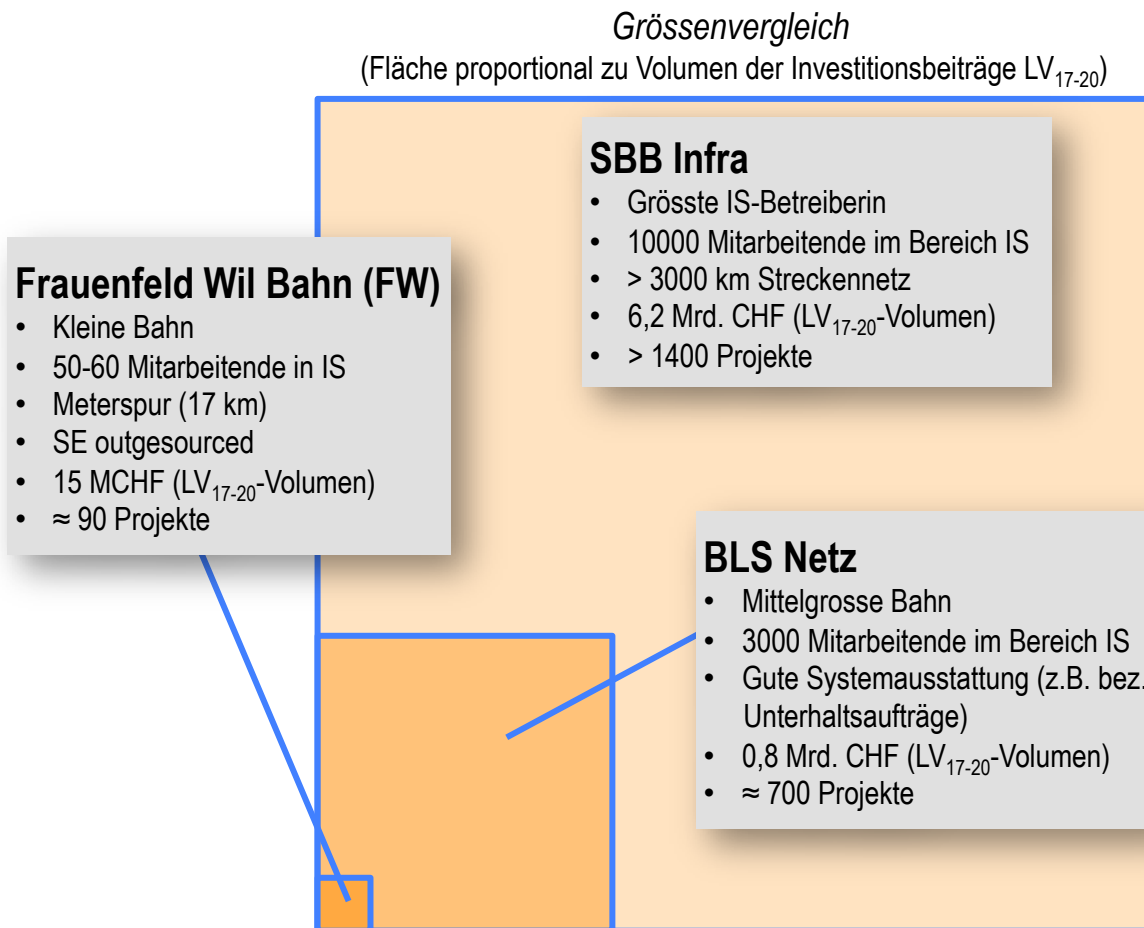 Grössenvergleich
(Fläche proportional zu Volumen der Investitionsbeiträge LV17-20)
SBB Infra
• Grösste IS-Betreiberin
• 10000 Mitarbeitende im Bereich IS
• > 3000 km Streckennetz
• 6,2 Mrd. CHF (LV17-20-Volumen)
• > 1400 Projekte
Frauenfeld Wil Bahn (FW)
• Kleine Bahn
• 50-60 Mitarbeitende in IS
• Meterspur (17 km)
• SE outgesourced
• 15 MCHF (LV17-20-Volumen)
• ≈ 90 Projekte
BLS Netz
• Mittelgrosse Bahn
• 3000 Mitarbeitende im Bereich IS
• Gute Systemausstattung (z.B. bez.
Unterhaltsaufträge)
• 0,8 Mrd. CHF (LV17-20-Volumen)
• ≈ 700 Projekte